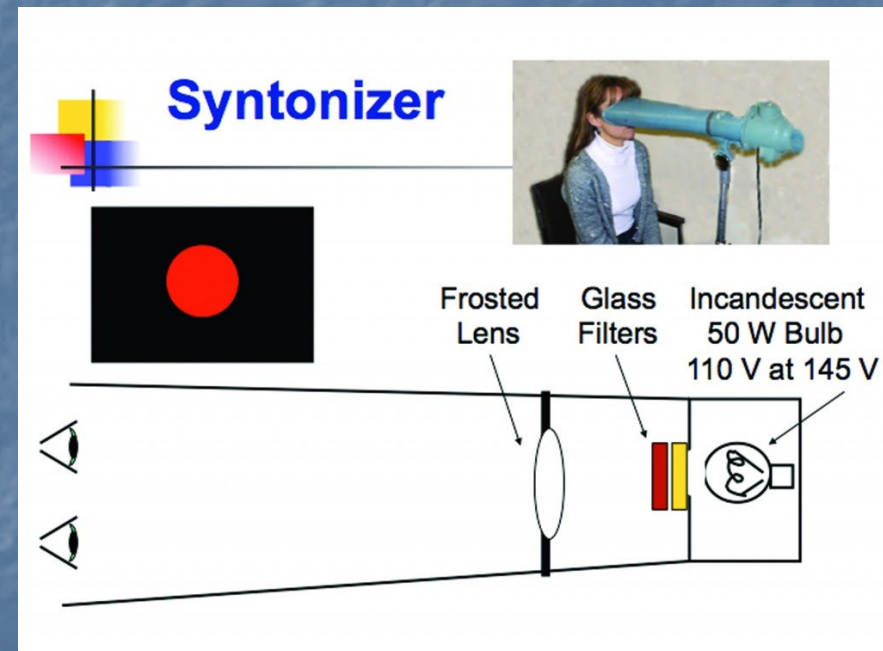 Syntonizer
Frosted
Lens
Glass
Filters
Incandescent
50 W Bulb
110 V at 145 V